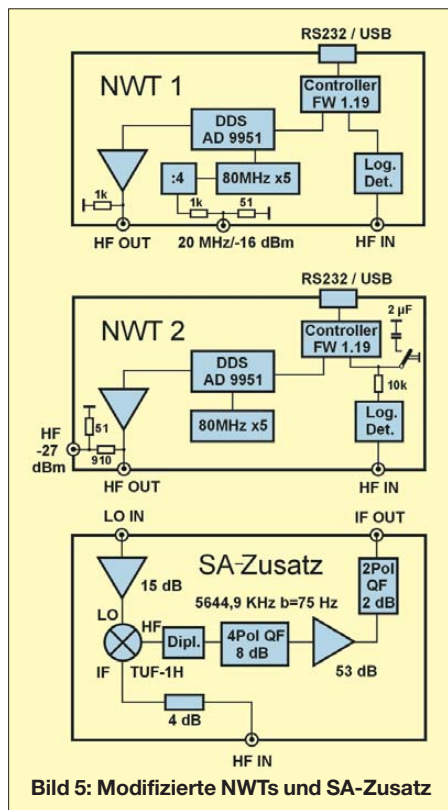 RS232 / USB
NWT 1
Controller
FW 1.19
DDS
AD 9951
:4
80MHz x5
Log.
Det.
1k
1k
51
HF OUT
20 MHz/-16 dBm
HF IN
RS232 / USB
NWT 2
2 µF
Controller
FW 1.19
DDS
AD 9951
10k
80MHz x5
Log.
Det.
51
HF
-27
dBm
910
HF OUT
HF IN
LO IN
IF OUT
SA-Zusatz
15 dB
2Pol
QF
2 dB
5644,9 KHz b=75 Hz
LO
HF
Dipl.
4Pol QF
8 dB
IF
TUF-1H
53 dB
4 dB
HF IN
Bild 5: Modifizierte NWTs und SA-Zusatz